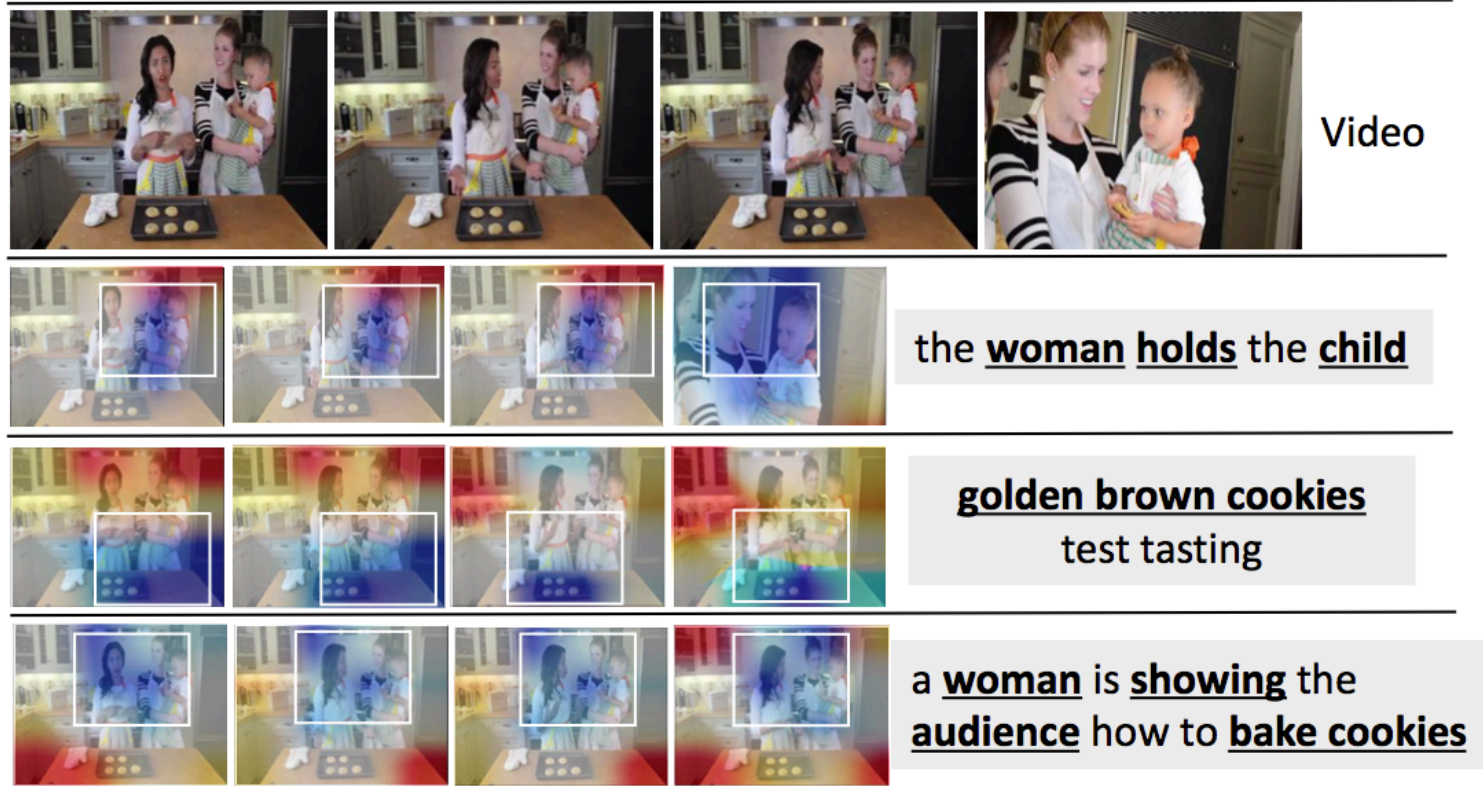 Video
the woman holds the child
golden brown cookies
test tasting
a woman is showing the
audience how to bake cookies